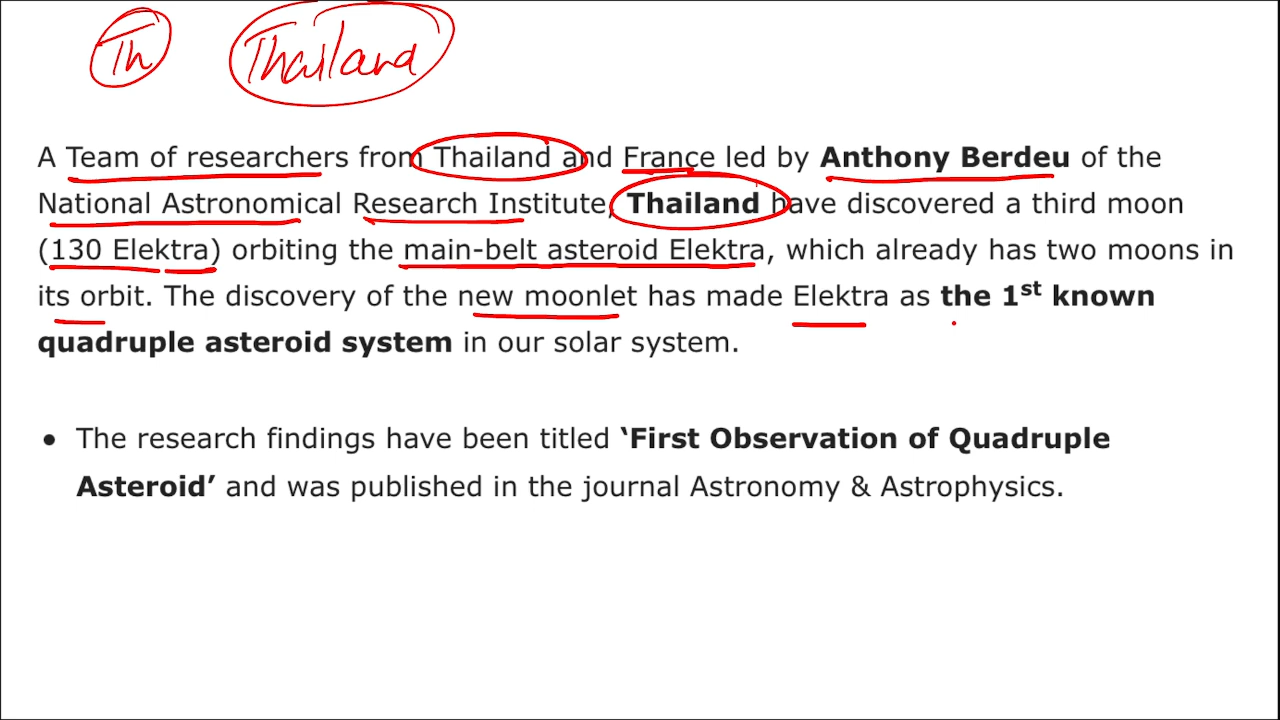 Th Thailand
A Team of researchers from Thailand and France led by Anthony Berdeu of the
National Astronomical Research Institute, Thailand have discovered a third moon
(130 Elektra) orbiting the main-belt asteroid Elektra, which already has two moons in
its orbit. The discovery of the new moonlet has made Elektra as the 1st known
quadruple asteroid system in our solar system.
• The research findings have been titled ‘First Observation of Quadruple
Asteroid’ and was published in the journal Astronomy & Astrophysics.